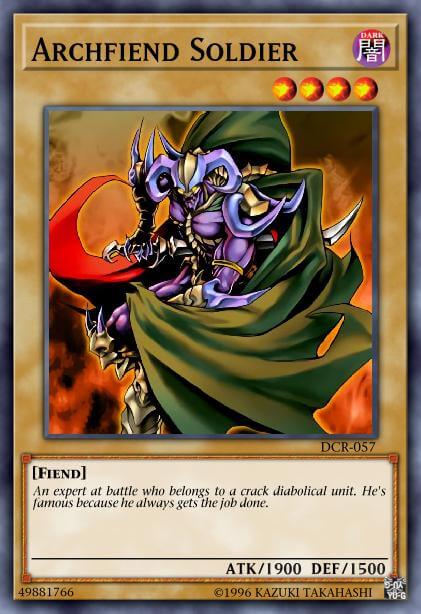 Archfiend Soldier
DARK
闇
DCR-057
[Fiend]
An expert at battle who belongs to a crack diabolical unit. He's
famous because he always gets the job done.
ATK/1900 DEF/1500
49881766
©1996 KAZUKI TAKAHASHI